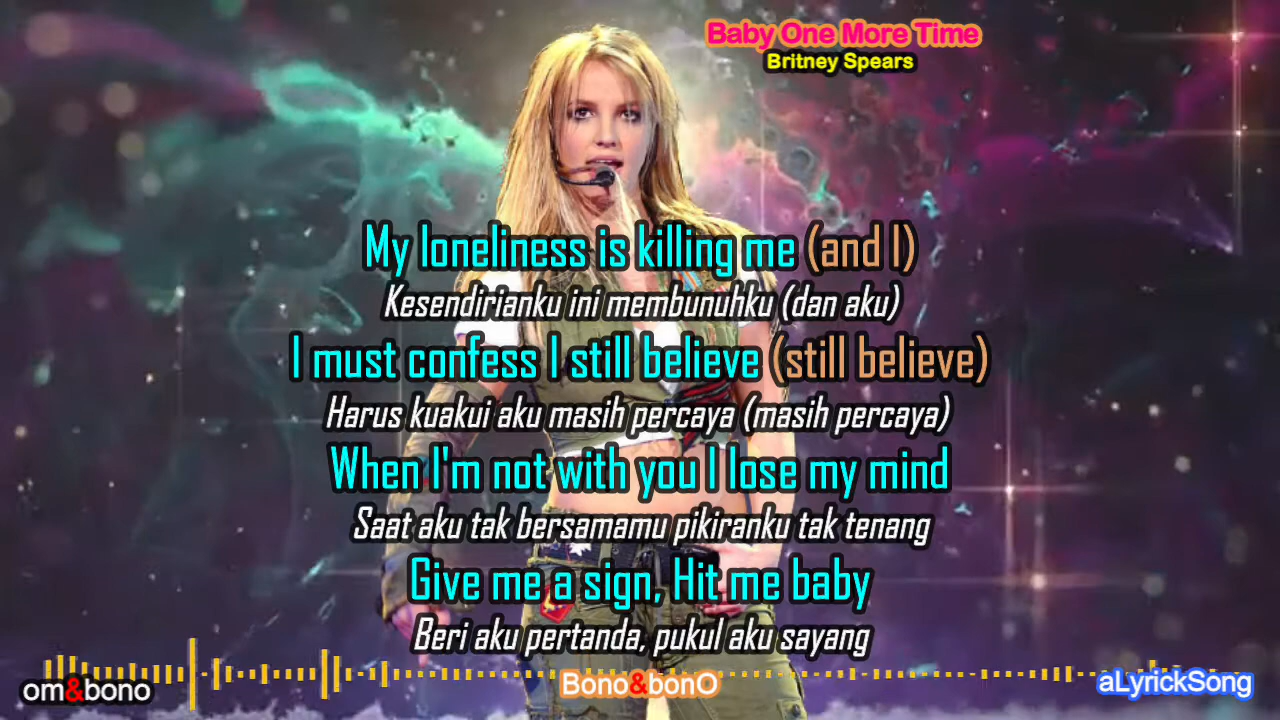 Baby One More Time
Britney Spears
My loneliness is killing me (and I)
Kesendirianku ini membunuhku (dan aku)
I must confess I still believe (still believe)
Harus kuakui aku masih percaya (masih percaya)
When I'm not with you I lose my mind
Saat aku tak bersamamu pikiranku tak tenang
Give me a sign, Hit me baby
Beri aku pertanda, pukul aku sayang
om&bono
Bono&bonO
aLyrickSong